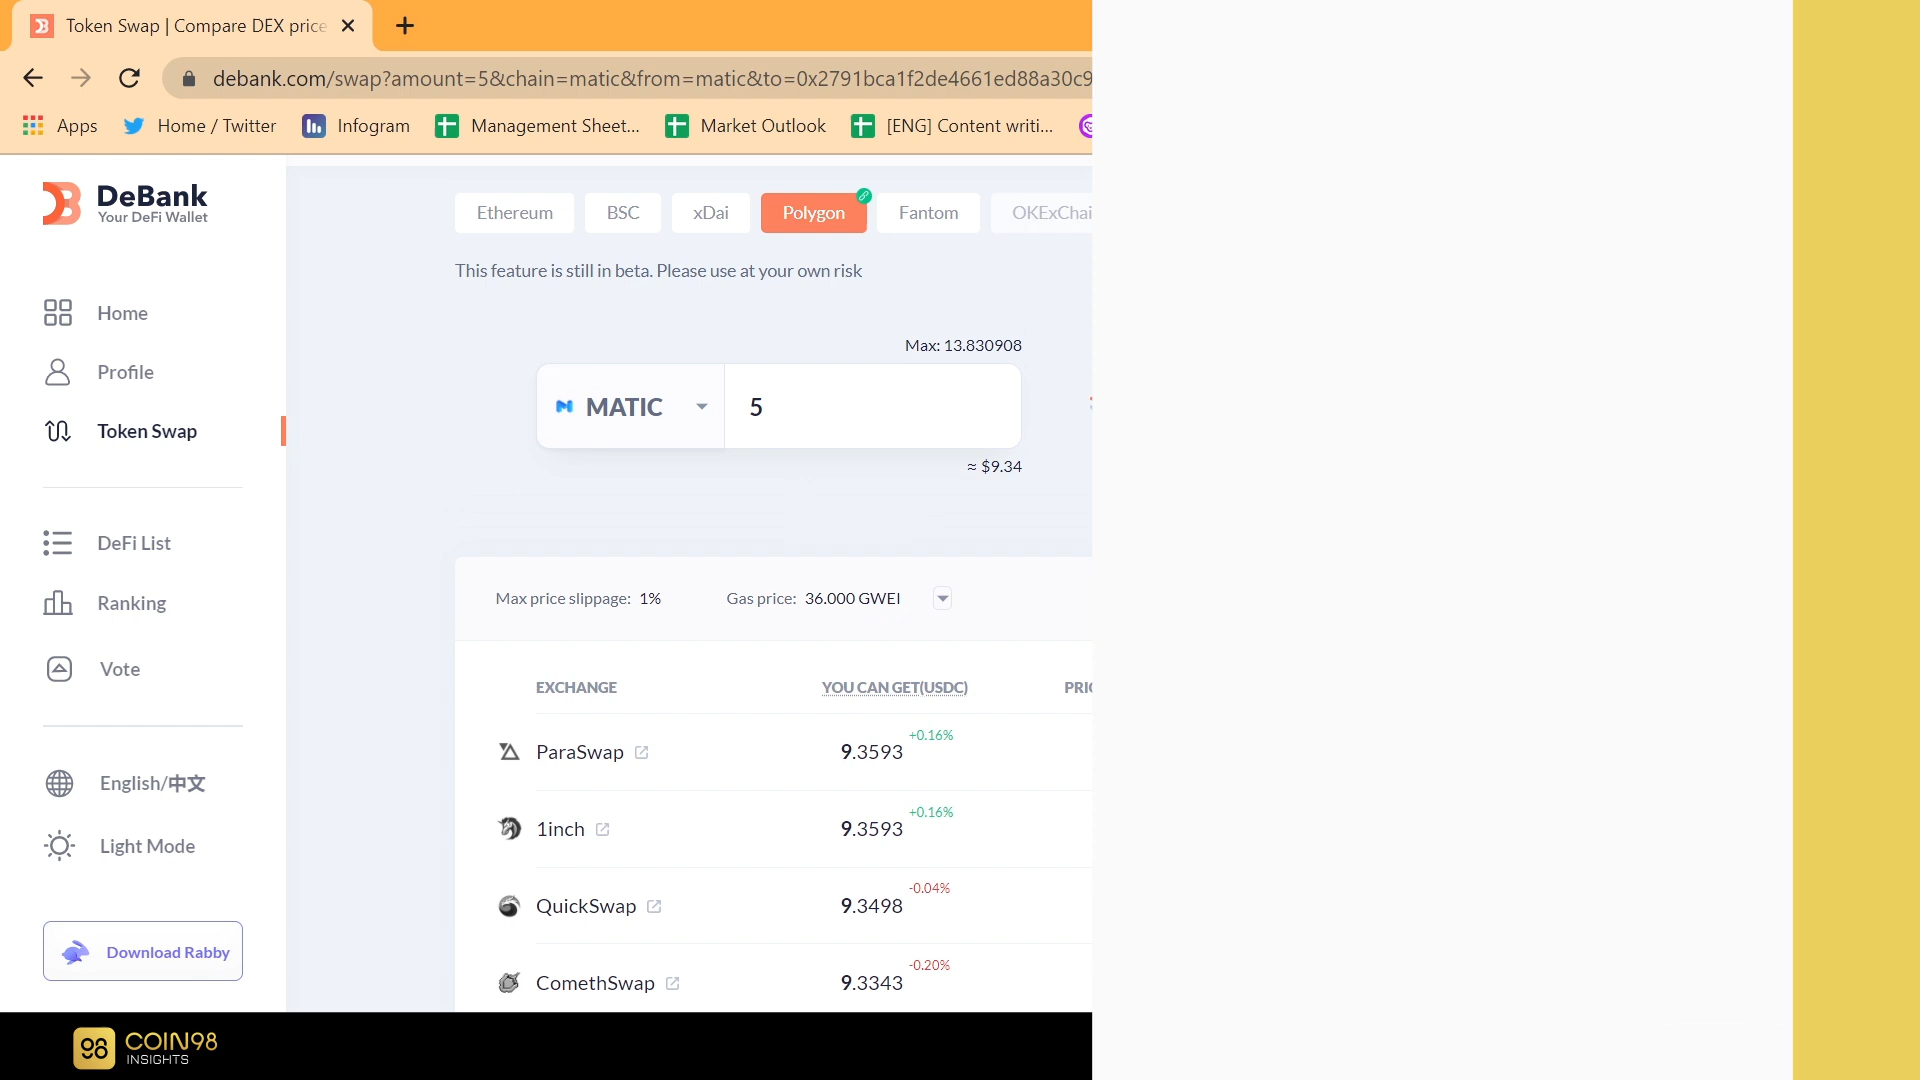 Token Swap | Compare DEX price
debank.com/swap?amount=5&chain=matic&from=matic&to=0x2791bca1f2de4661ed88a30c9
Apps Home / Twitter Infogram Management Sheet... Market Outlook [ENG] Content writi...
DeBank
Your DeFi Wallet
Home
Profile
Token Swap
DeFi List
Ranking
Vote
English/中文
Light Mode
Download Rabby
Ethereum BSC xDai Polygon Fantom OKExChai
This feature is still in beta. Please use at your own risk
Max: 13.830908
MATIC 5
≈ $9.34
Max price slippage: 1% Gas price: 36.000 GWEI
EXCHANGE YOU CAN GET(USDC) PRIC
ParaSwap 9.3593 +0.16%
1inch 9.3593 +0.16%
QuickSwap 9.3498 -0.04%
ComethSwap 9.3343 -0.20%
98 COIN98
INSIGHTS